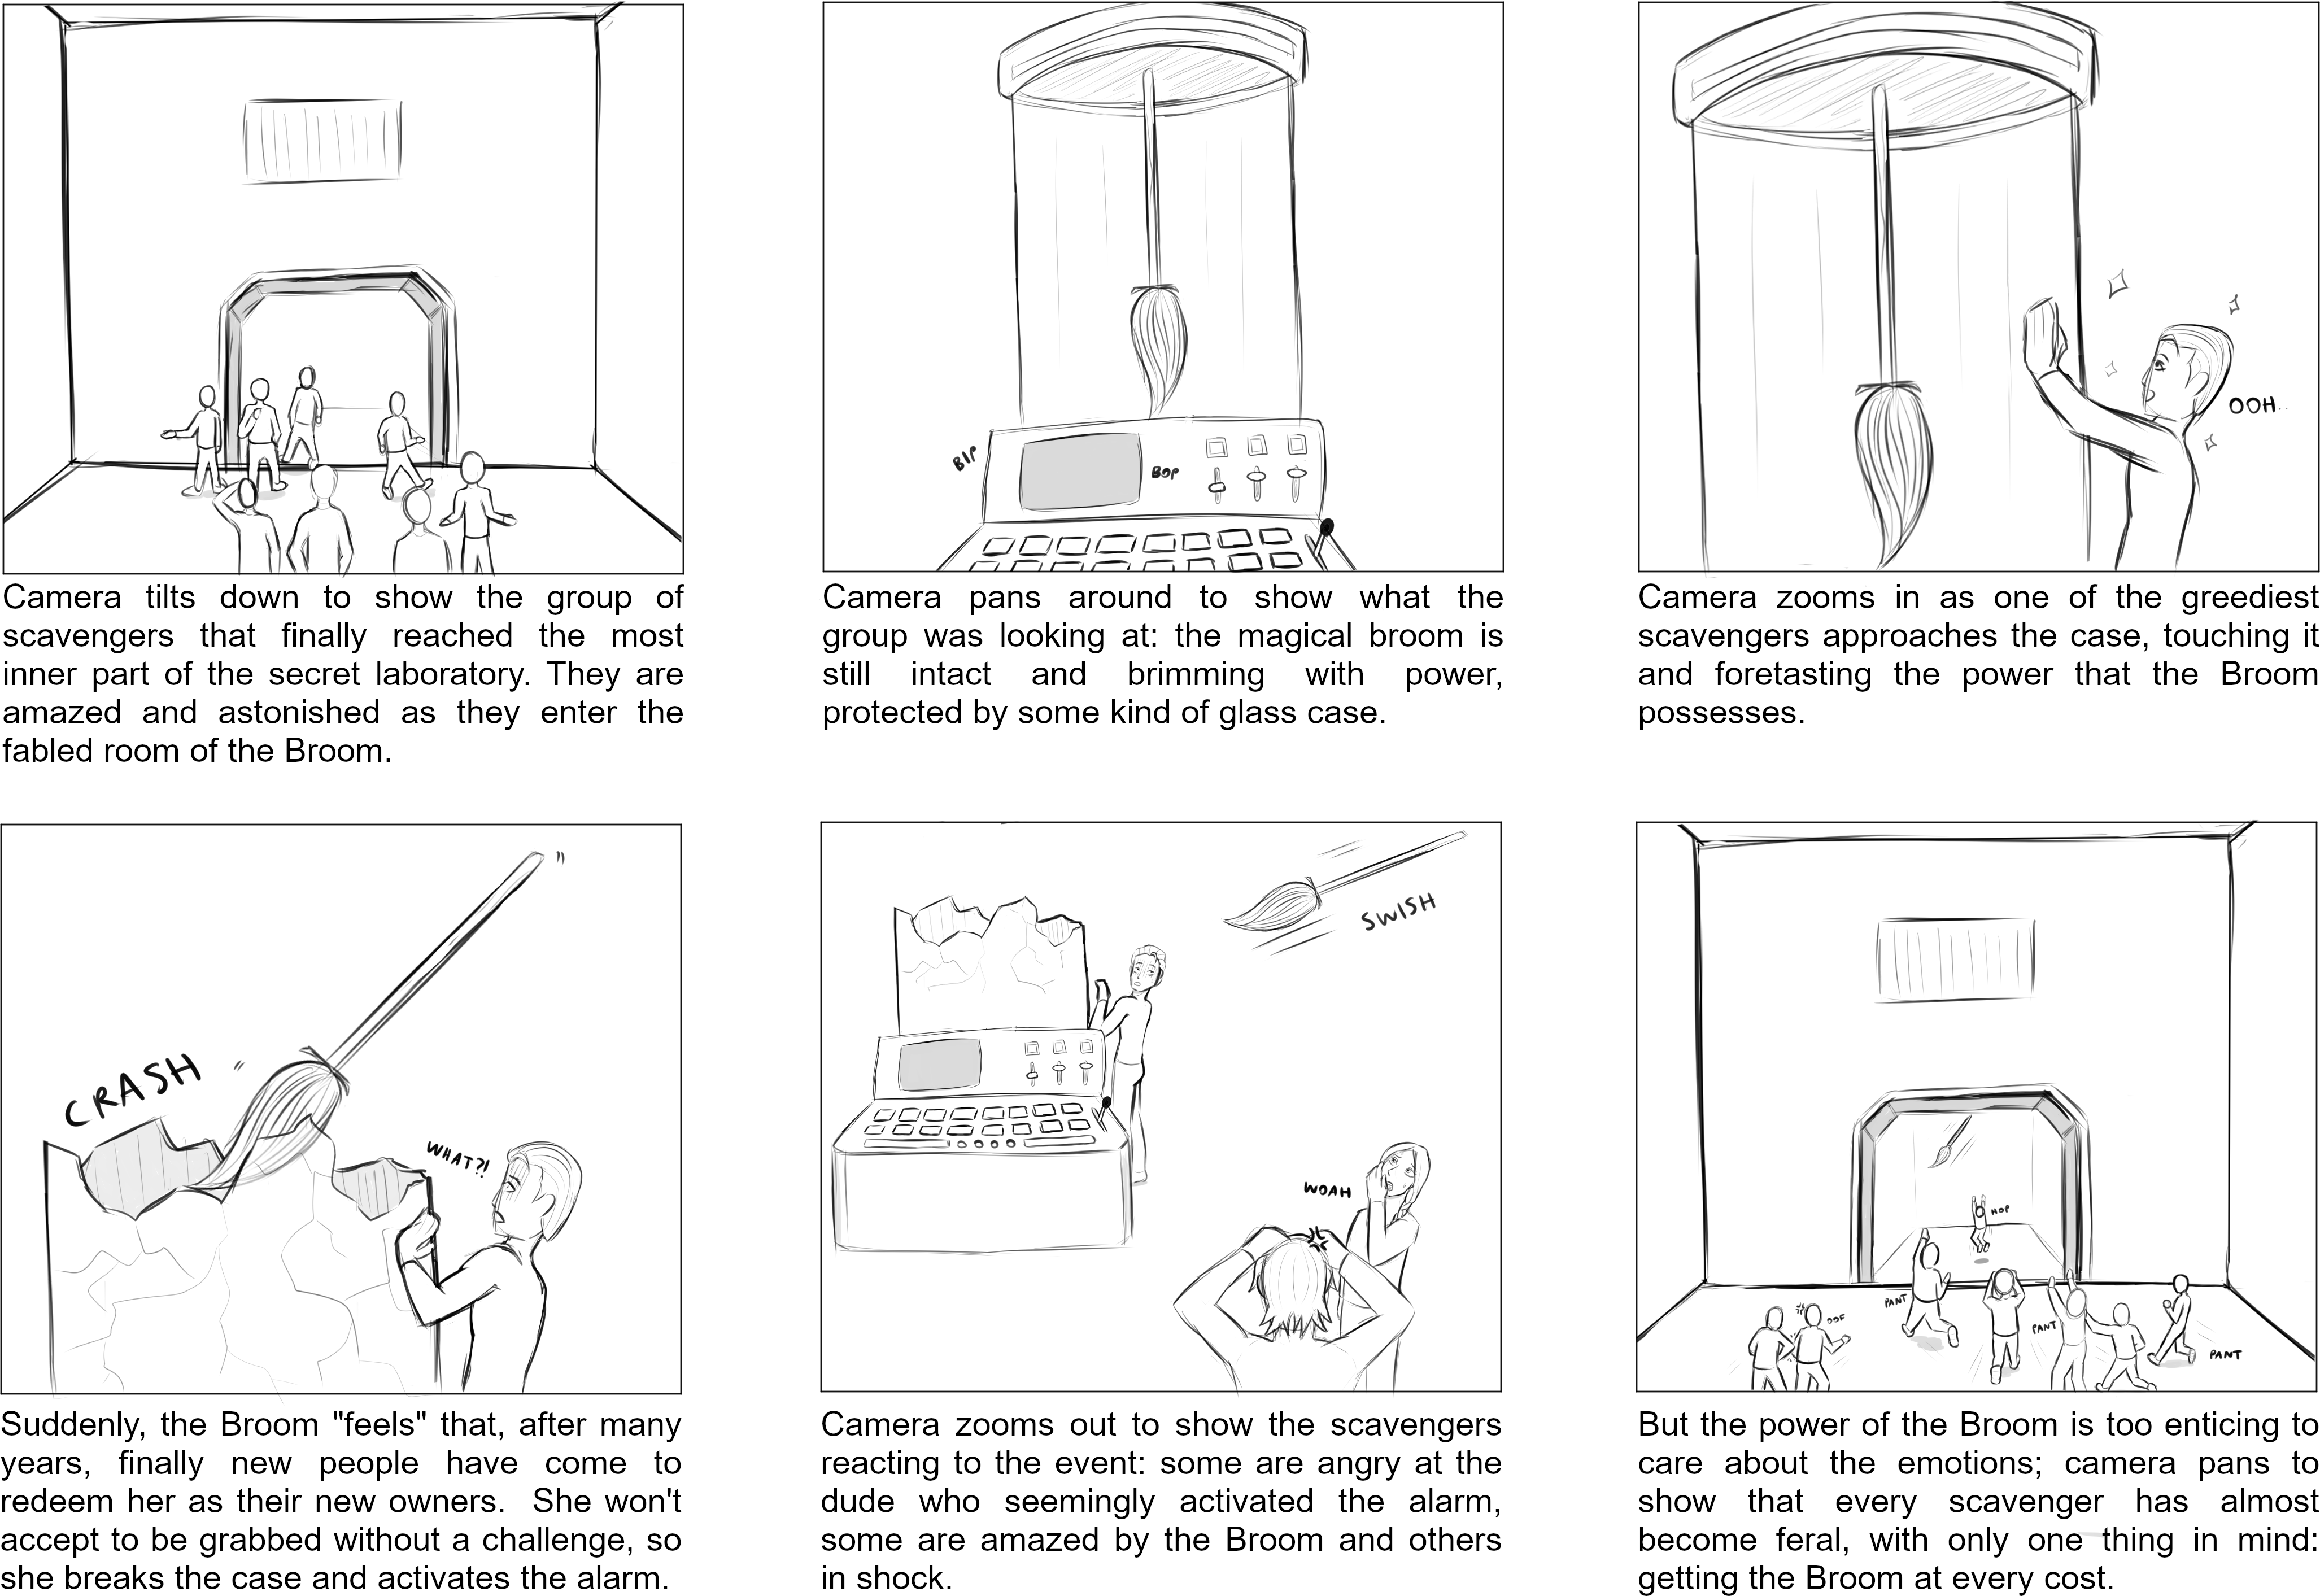 BIP
BOP
OOH..
Camera tilts down to show the group of
scavengers that finally reached the most
inner part of the secret laboratory. They are
amazed and astonished as they enter the
fabled room of the Broom.
Camera pans around to show what the
group was looking at: the magical broom is
still intact and brimming with power,
protected by some kind of glass case.
Camera zooms in as one of the greediest
scavengers approaches the case, touching it
and foretasting the power that the Broom
possesses.
CRASH
WHAT?!
SWISH
WOAH
HOP
PANT
OOF
PANT
PANT
Suddenly, the Broom "feels" that, after many
years, finally new people have come to
redeem her as their new owners. She won't
accept to be grabbed without a challenge, so
she breaks the case and activates the alarm.
Camera zooms out to show the scavengers
reacting to the event: some are angry at the
dude who seemingly activated the alarm,
some are amazed by the Broom and others
in shock.
But the power of the Broom is too enticing to
care about the emotions; camera pans to
show that every scavenger has almost
become feral, with only one thing in mind:
getting the Broom at every cost.